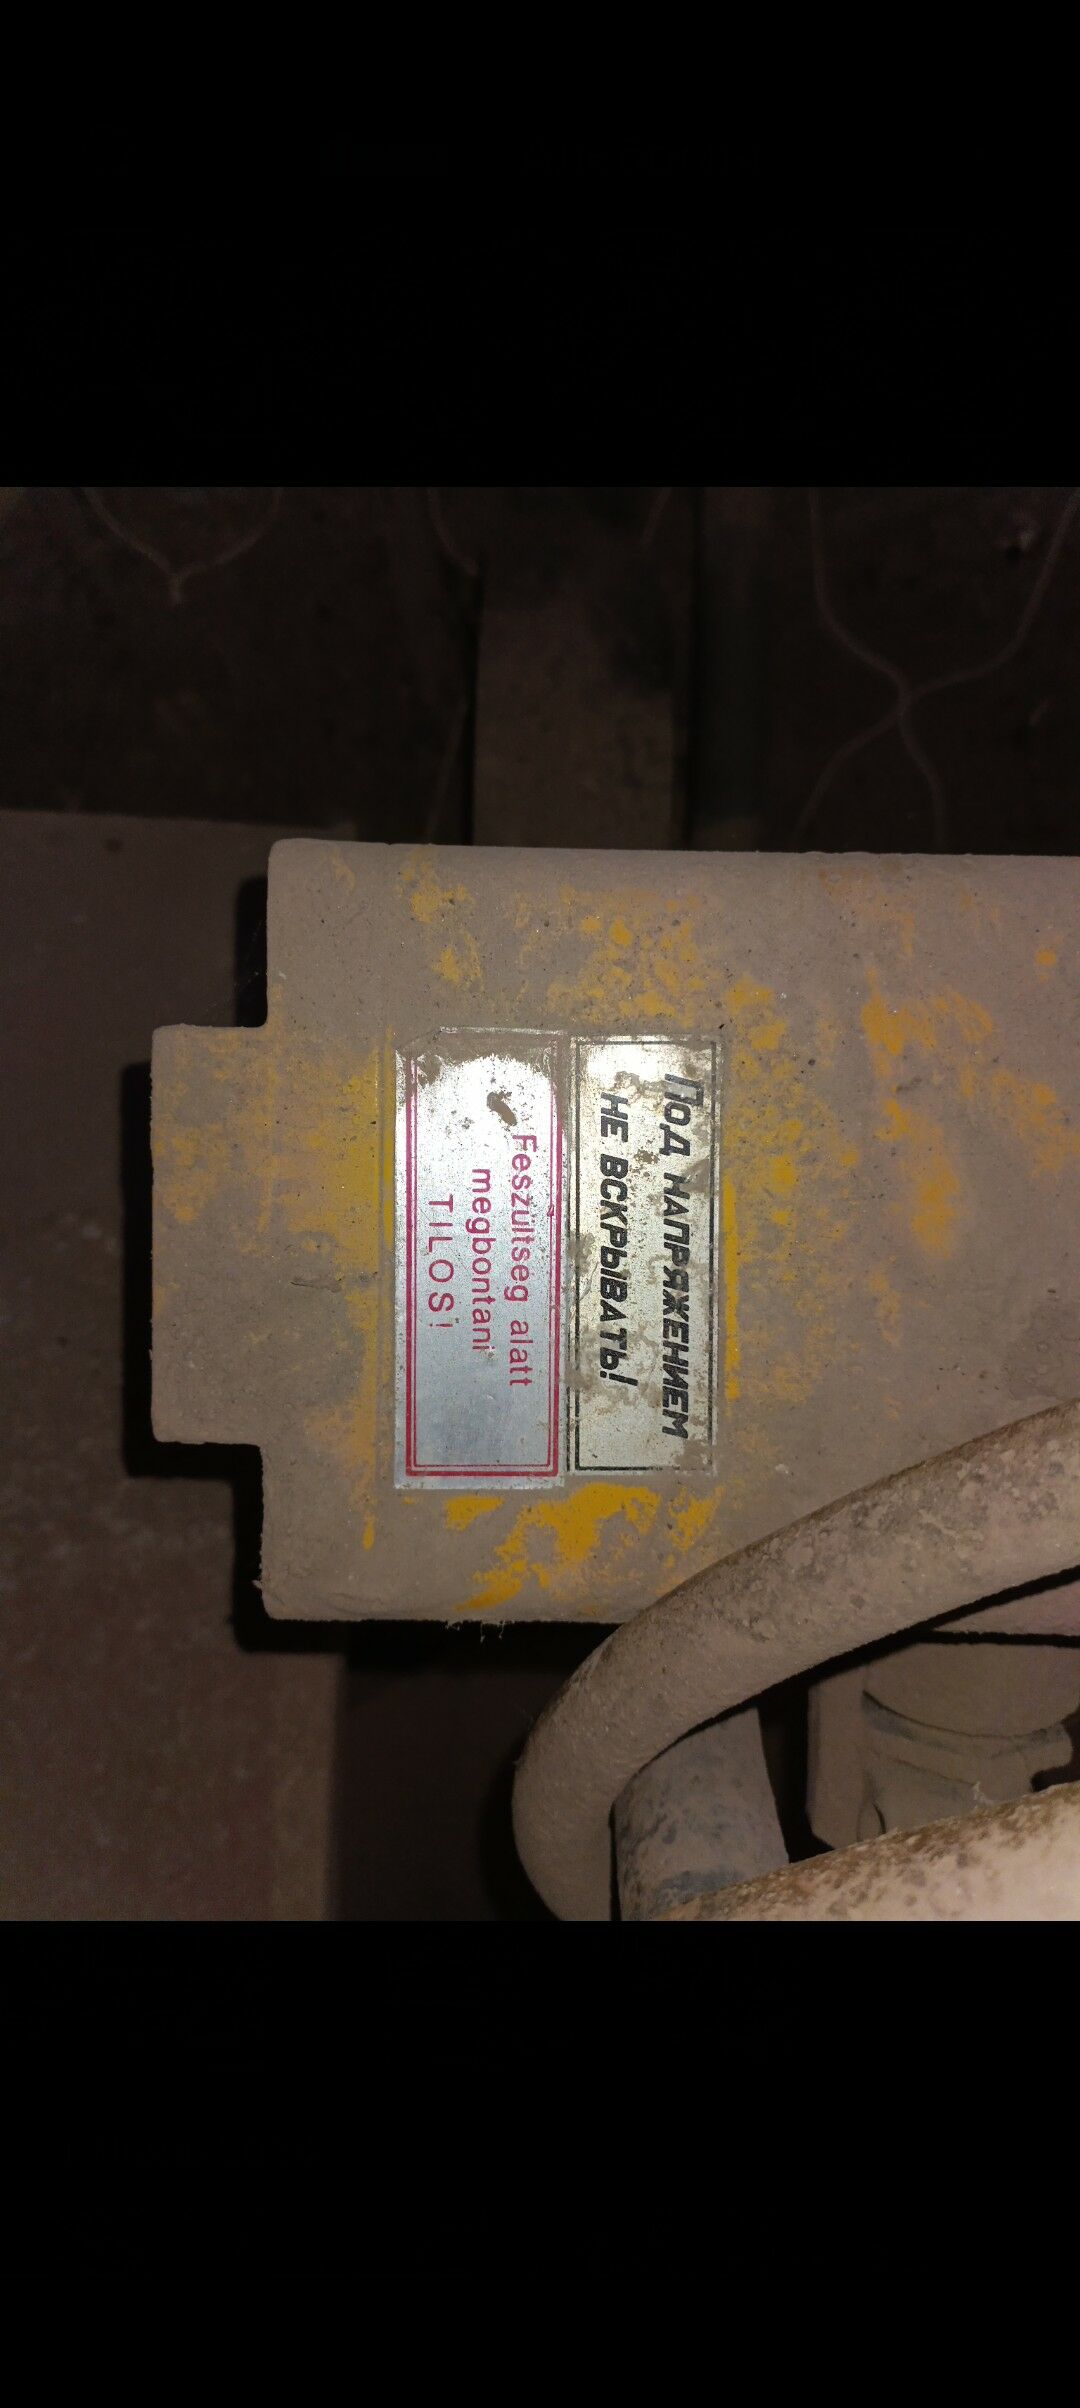 ПОД НАПРЯЖЕНИЕМ
НЕ ВСКРЫВАТЬ!
Feszultseg alatt
megbontani
TILOS!